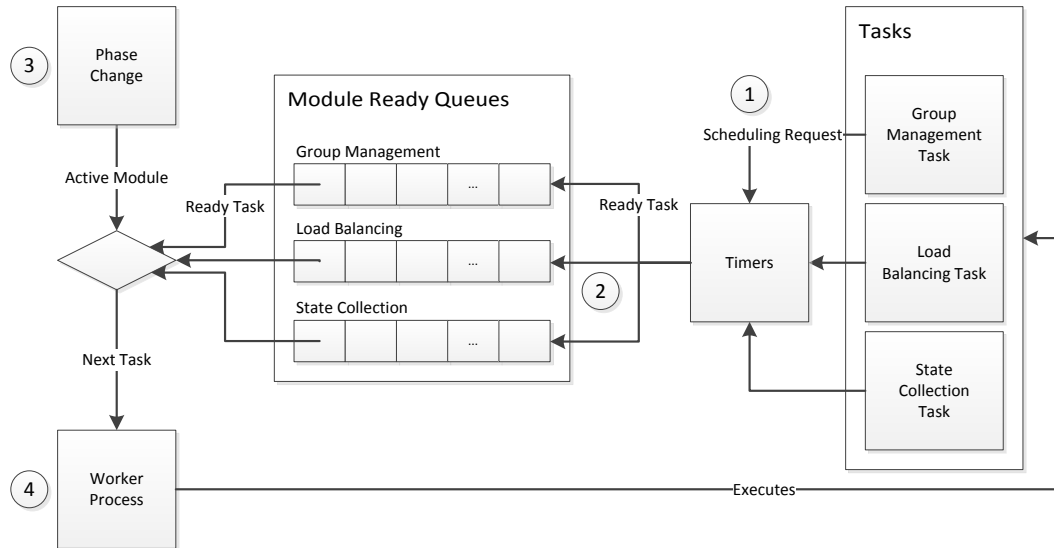 3
Phase
Change
Active Module
Next Task
4
Worker
Process
Module Ready Queues
Group Management
...
Load Balancing
...
State Collection
...
Ready Task
Ready Task
2
1
Scheduling Request
Timers
Tasks
Group
Management
Task
Load
Balancing Task
State
Collection
Task
Executes